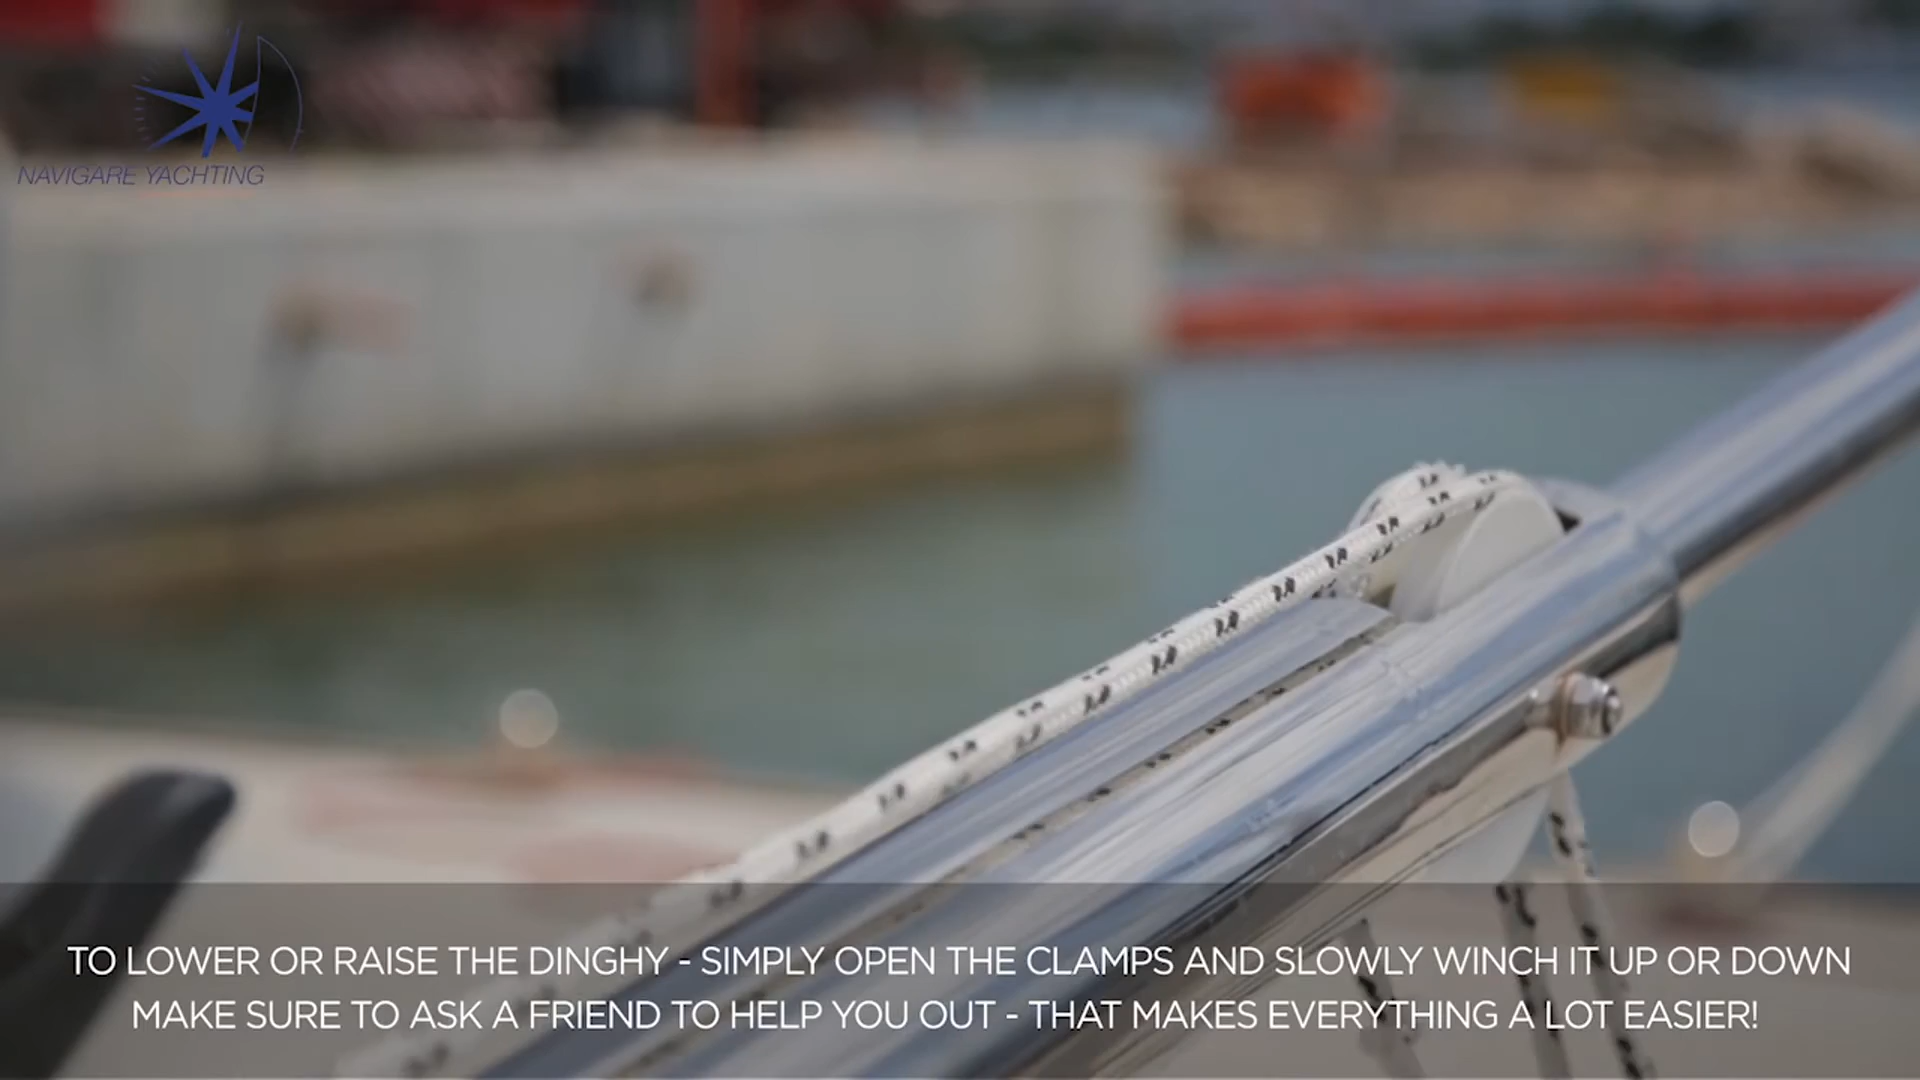 NAVIGARE YACHTING
TO LOWER OR RAISE THE DINGHY - SIMPLY OPEN THE CLAMPS AND SLOWLY WINCH IT UP OR DOWN
MAKE SURE TO ASK A FRIEND TO HELP YOU OUT - THAT MAKES EVERYTHING A LOT EASIER!